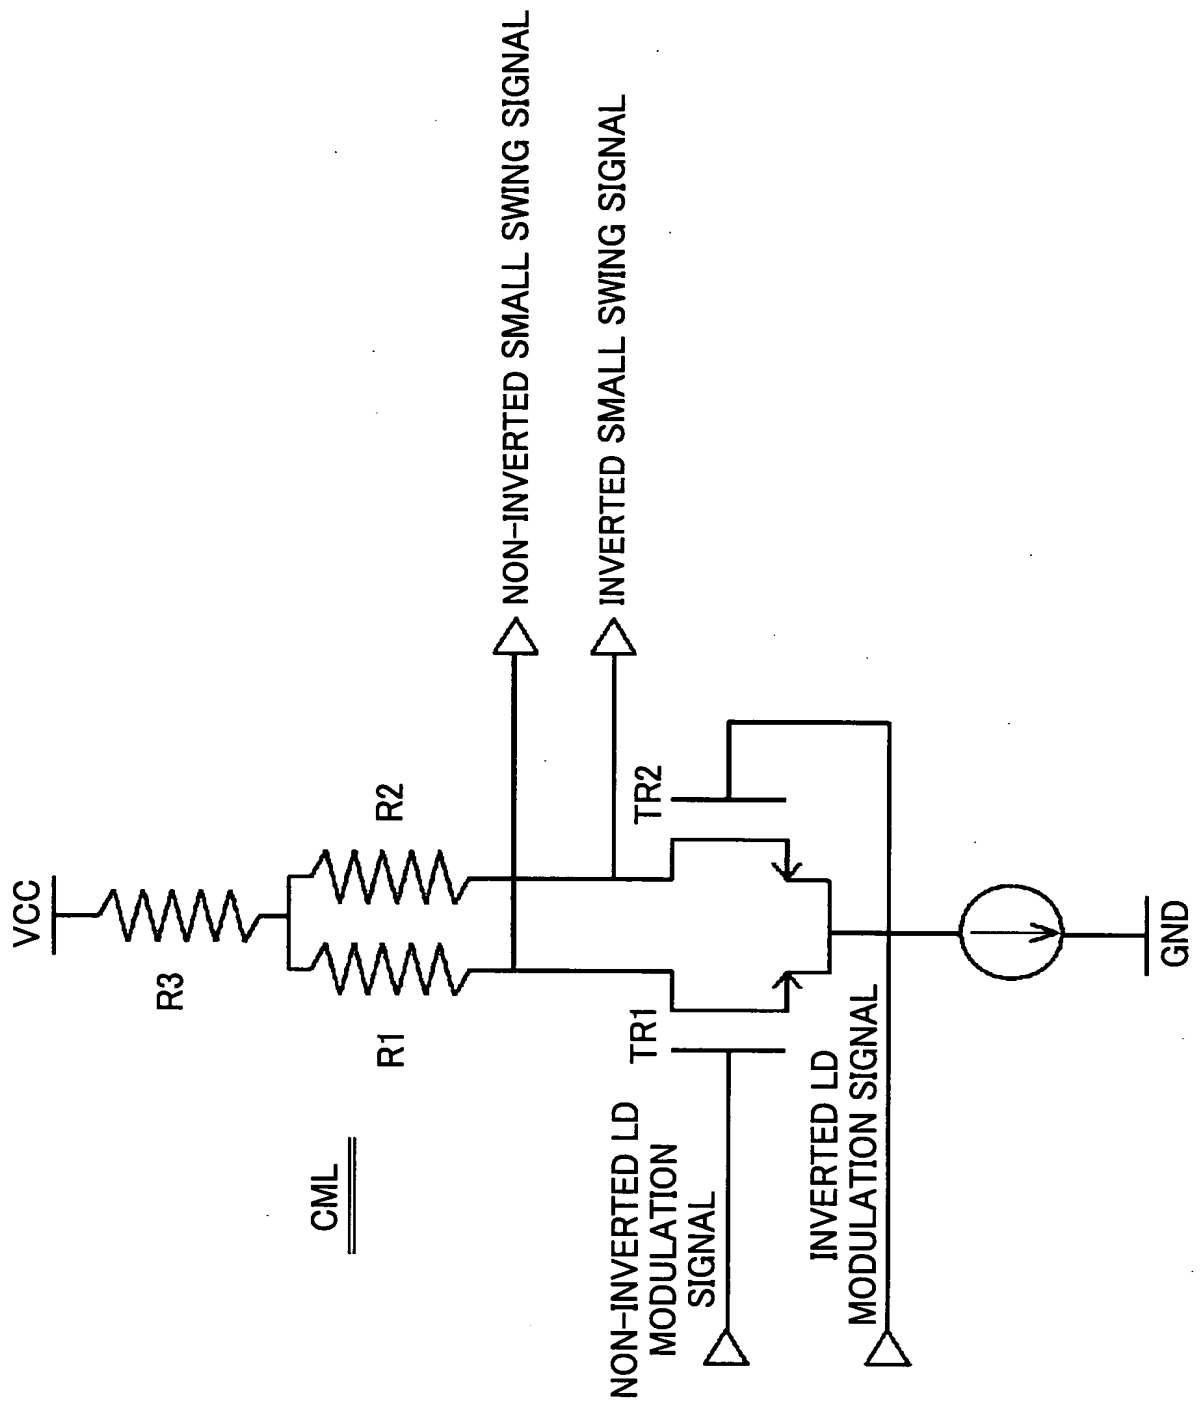 CML
VCC
R3
R1
R2
NON-INVERTED SMALL SWING SIGNAL
INVERTED SMALL SWING SIGNAL
NON-INVERTED LD
MODULATION
SIGNAL
TR1
TR2
INVERTED LD
MODULATION SIGNAL
GND